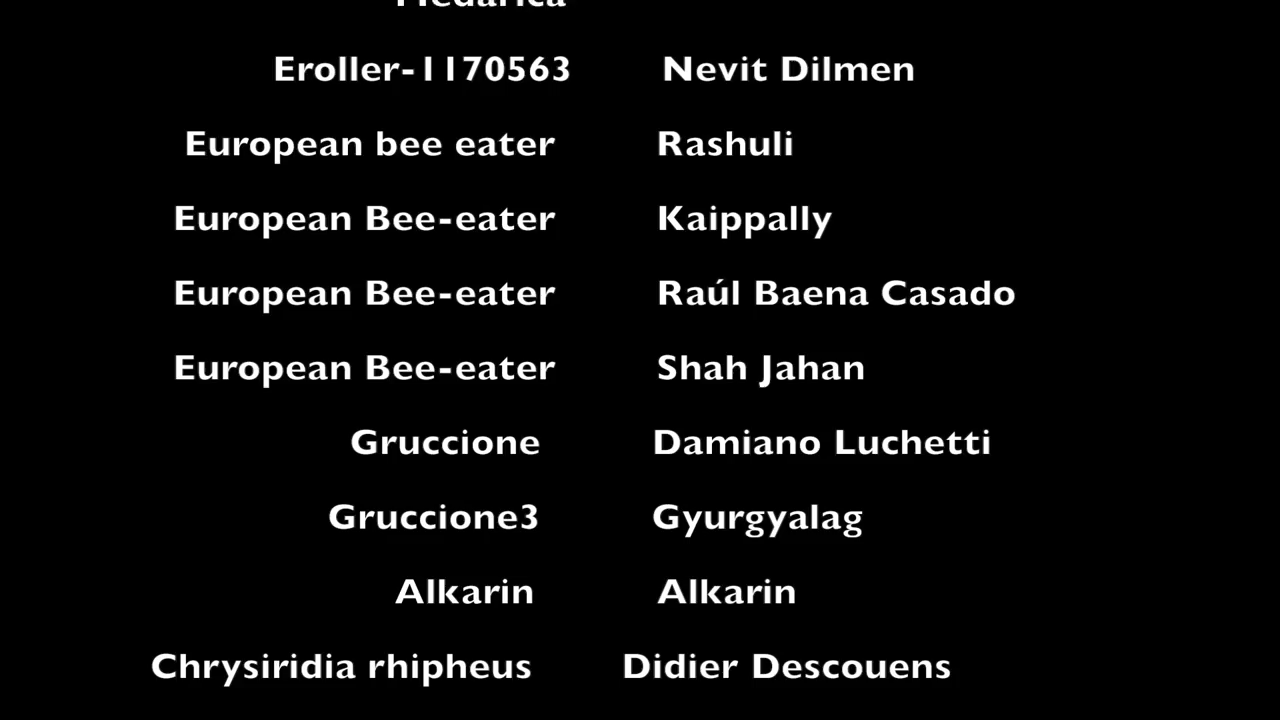 Eroller-1170563 Nevit Dilmen
European bee eater Rashuli
European Bee-eater Kaippally
European Bee-eater Raúl Baena Casado
European Bee-eater Shah Jahan
Gruccione Damiano Luchetti
Gruccione3 Gyurgyalag
Alkarin Alkarin
Chrysiridia rhipheus Didier Descouens